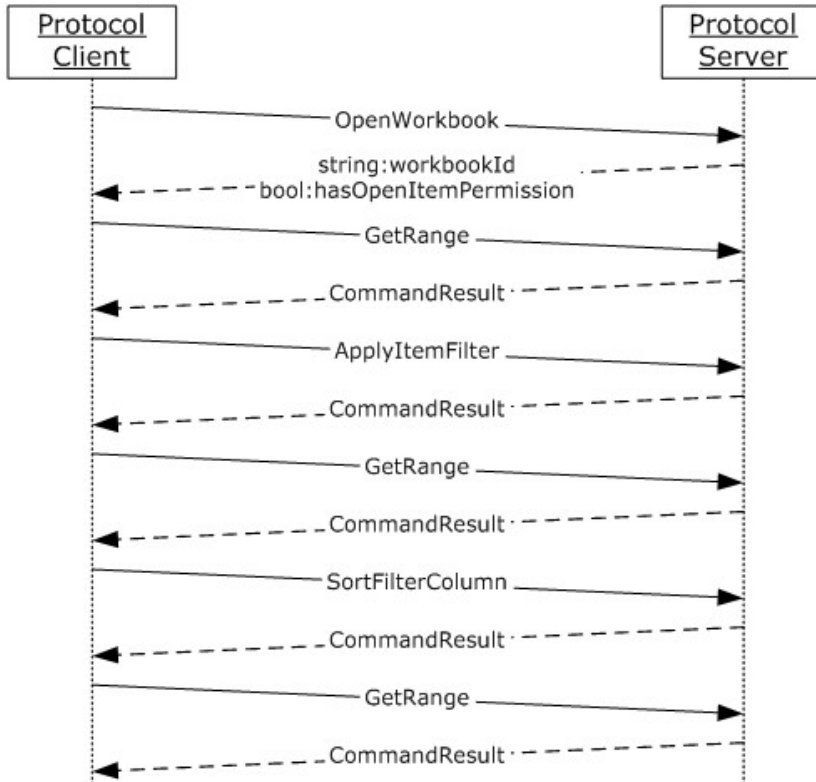 Protocol
Client
Protocol
Server
OpenWorkbook
string:workbookId
bool:hasOpenItemPermission
GetRange
CommandResult
ApplyItemFilter
CommandResult
GetRange
CommandResult
SortFilterColumn
CommandResult
GetRange
CommandResult